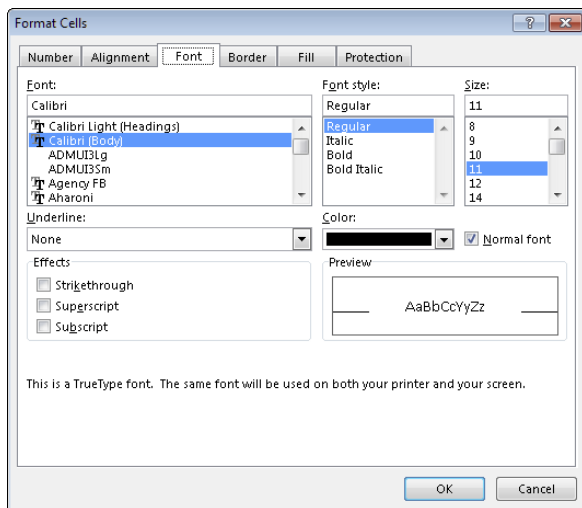 Format Cells
Number Alignment Font Border Fill Protection
Font: Font style: Size:
Calibri Regular 11
Calibri Light (Headings) Regular 8
Calibri (Body) Italic 9
ADMUI3Lg Bold 10
ADMUI3Sm Bold Italic 11
Agency FB 12
Aharoni 14
Underline: Color:
None Normal font
Effects Preview
Strikethrough
Superscript AaBbCcYyZz
Subscript
This is a TrueType font. The same font will be used on both your printer and your screen.
OK Cancel